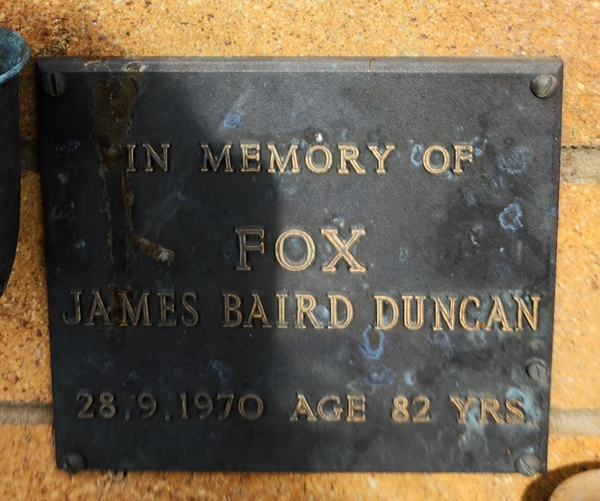 IN MEMORY OF
FOX
JAMES BAIRD DUNCAN
28.9.1970 AGE 82 YRS.